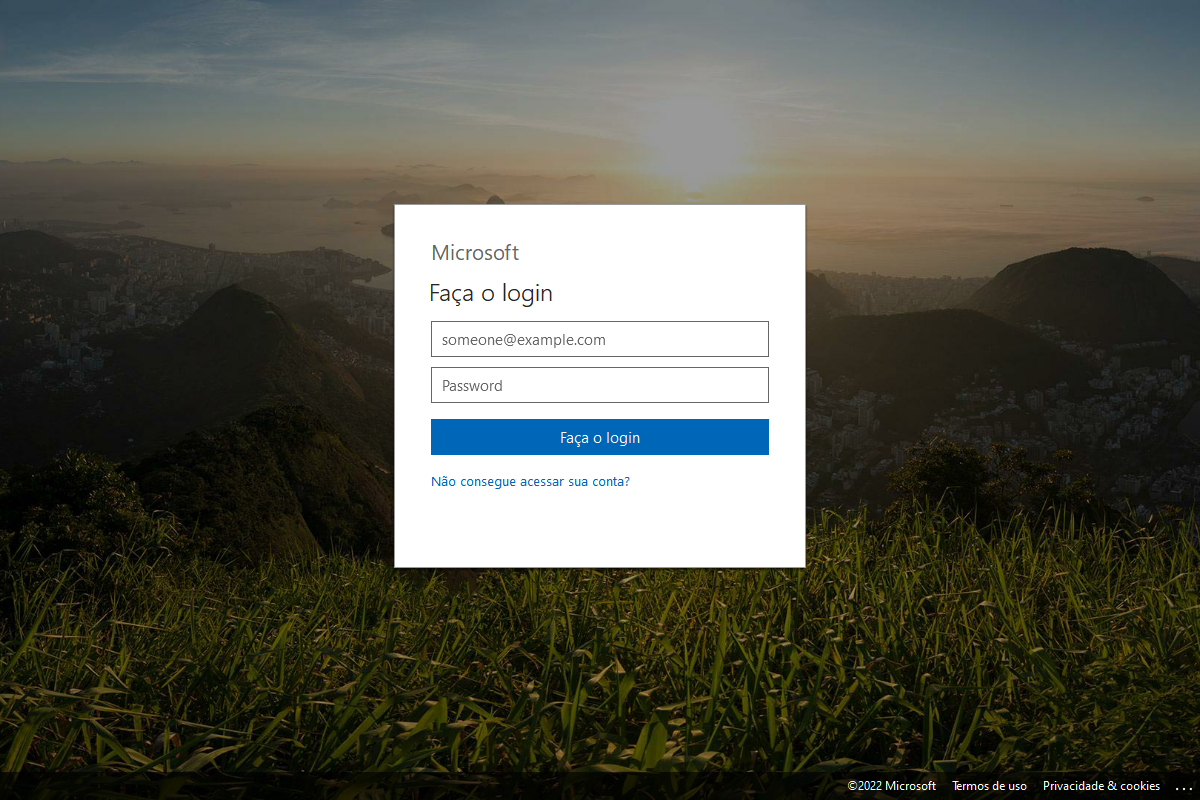 Microsoft
Faça o login
someone@example.com
Password
Faça o login
Não consegue acessar sua conta?
©2022 Microsoft Termos de uso Privacidade & cookies ...